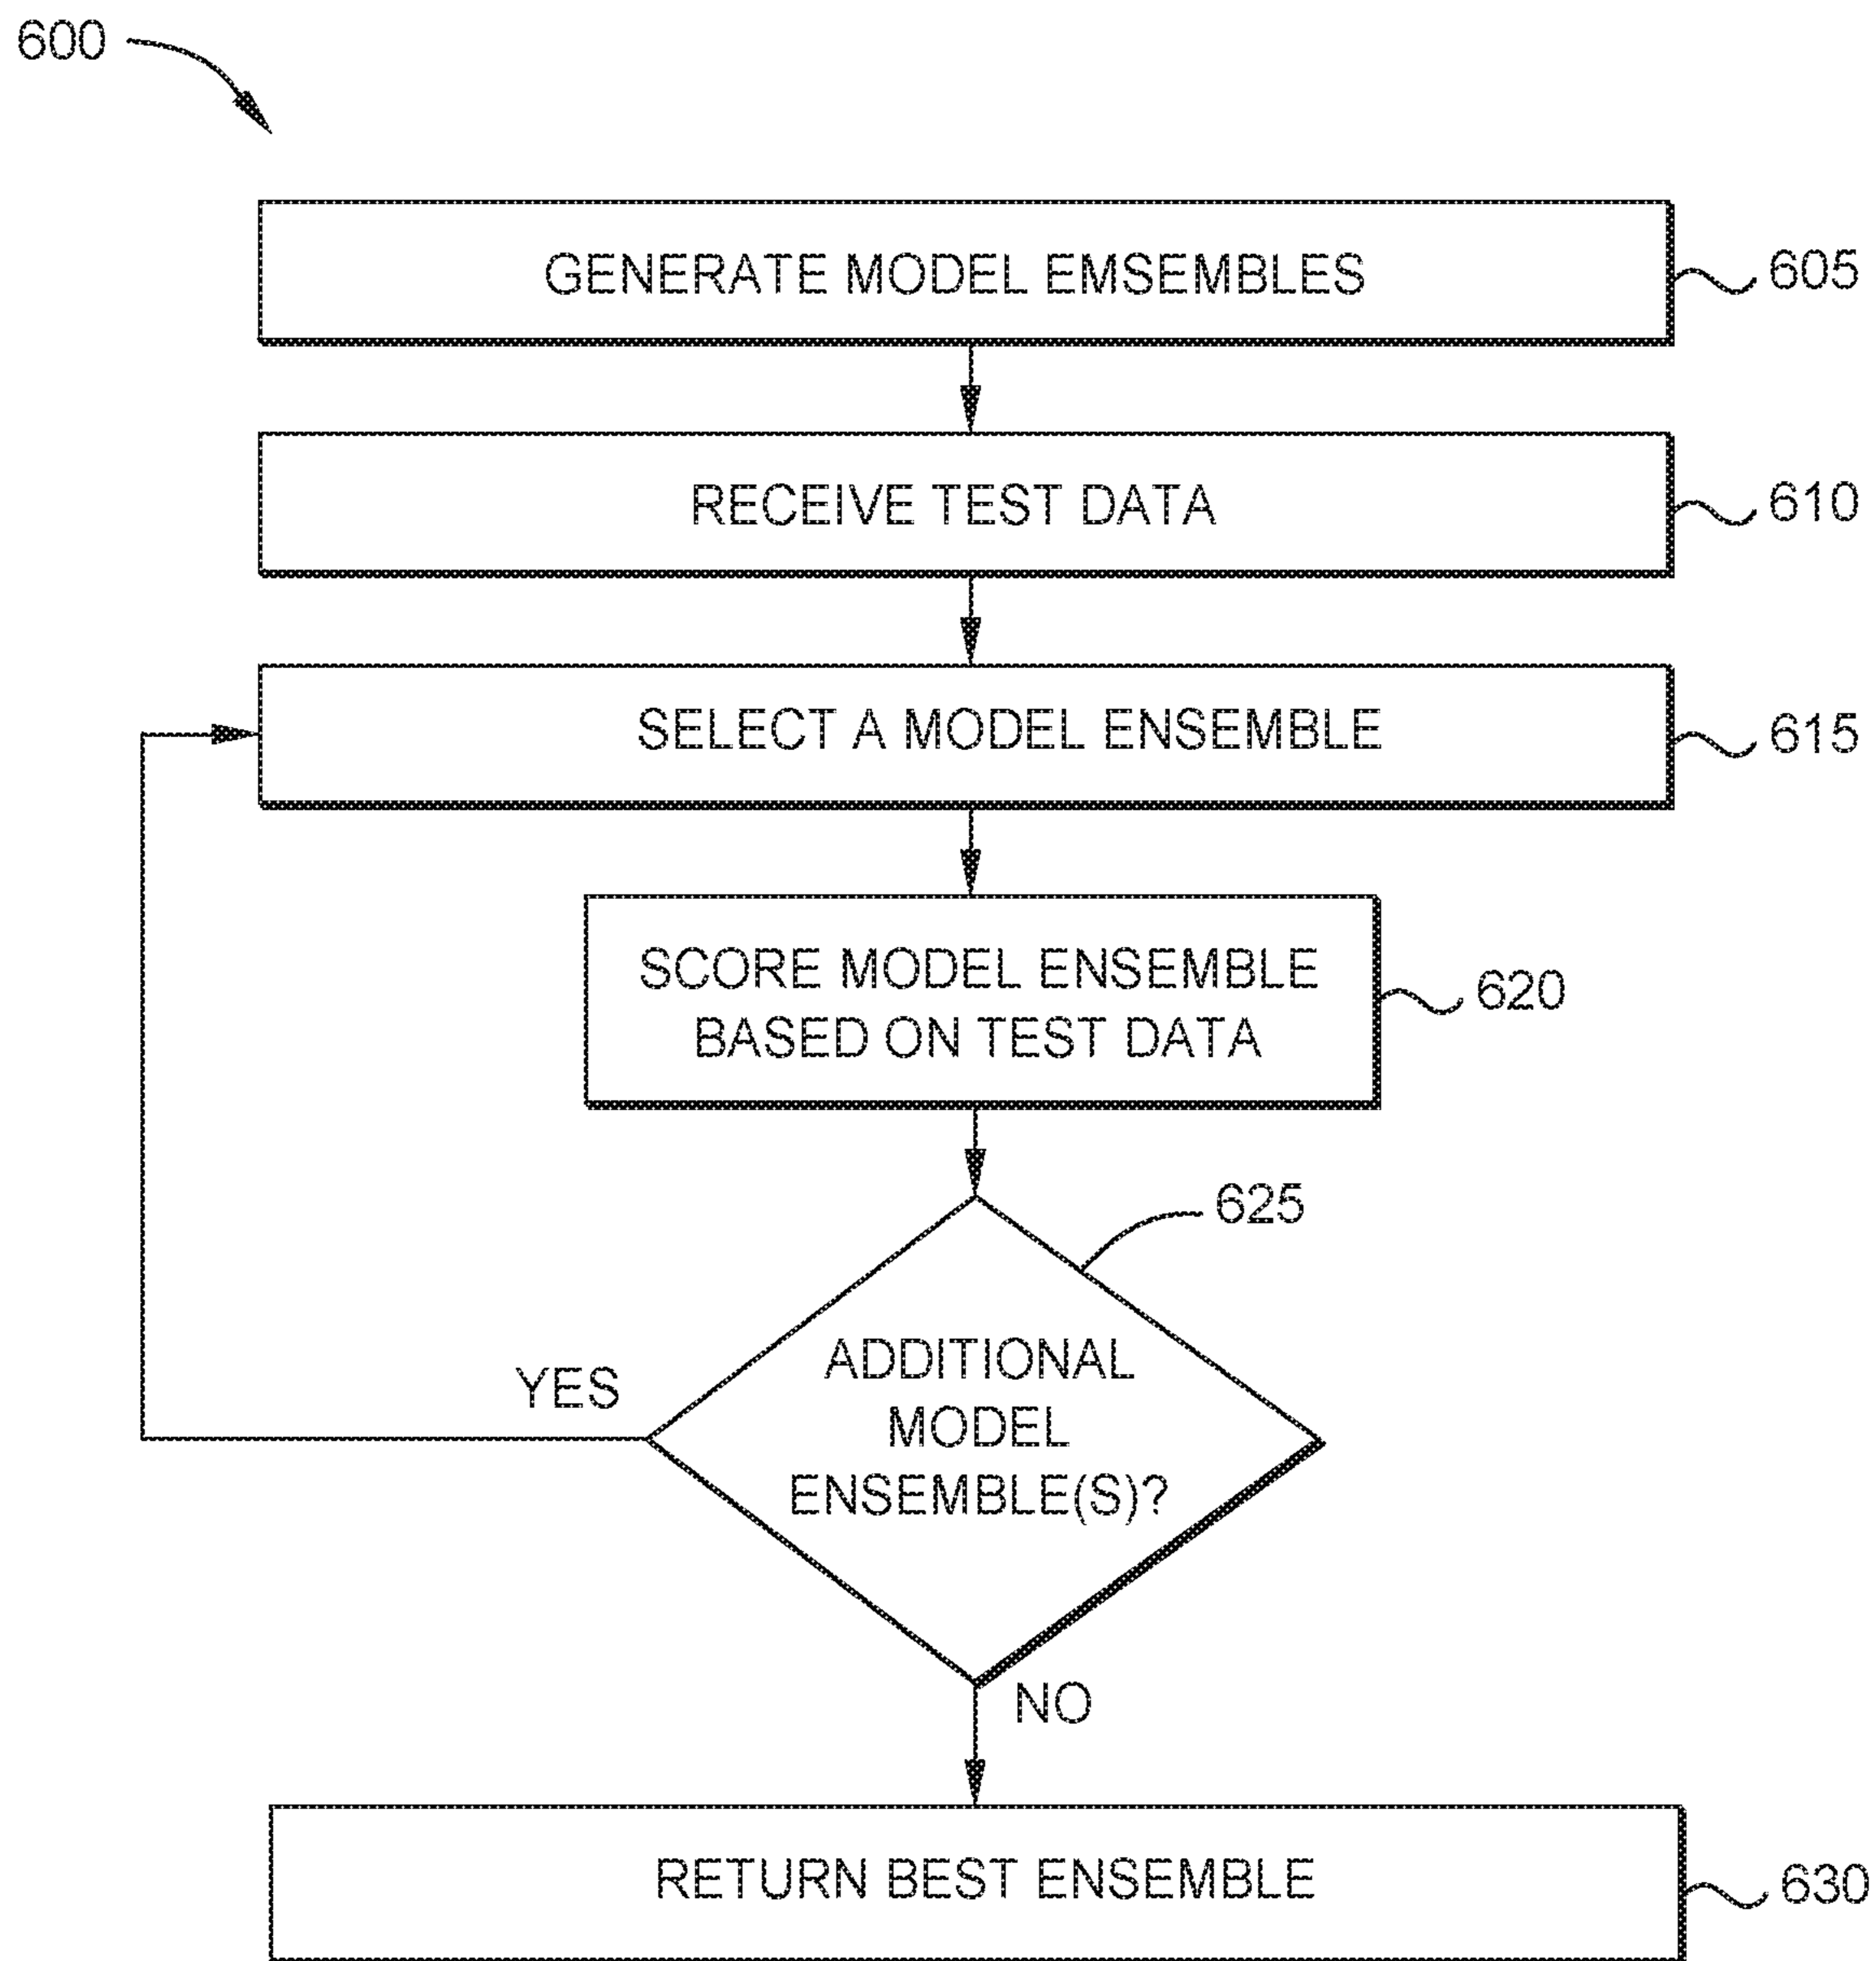 600
GENERATE MODEL EMSEMBLES
605
RECEIVE TEST DATA
610
SELECT A MODEL ENSEMBLE
615
SCORE MODEL ENSEMBLE
BASED ON TEST DATA
620
625
ADDITIONAL
MODEL
ENSEMBLE(S)?
YES
NO
RETURN BEST ENSEMBLE
630